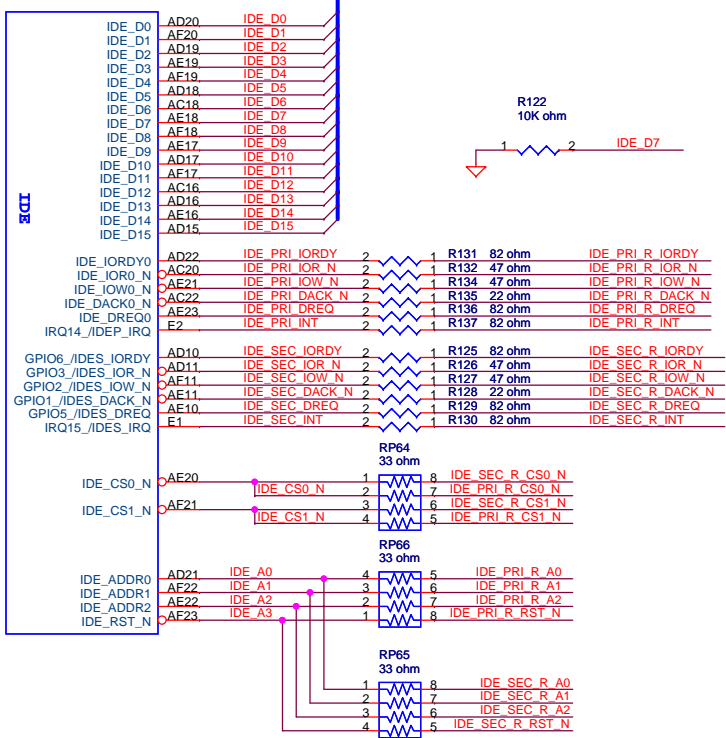 IDE_D0 AD20 IDE_D0
IDE_D1 AF20 IDE_D1
IDE_D2 AD19 IDE_D2
IDE_D3 AE19 IDE_D3
IDE_D4 AF19 IDE_D4
IDE_D5 AD18 IDE_D5
IDE_D6 AC18 IDE_D6
IDE_D7 AE18 IDE_D7
IDE_D8 AF18 IDE_D8
IDE_D9 AE17 IDE_D9
IDE_D10 AD17 IDE_D10
IDE_D11 AF17 IDE_D11
IDE_D12 AC16 IDE_D12
IDE_D13 AD16 IDE_D13
IDE_D14 AE16 IDE_D14
IDE_D15 AD15 IDE_D15
R122
10K ohm
1 2 IDE_D7
IDE
IDE_IORDY0 AD22 IDE_PRI_IORDY 2 1 R131 82 ohm IDE_PRI_R_IORDY
IDE_IOR0_N AC20 IDE_PRI_IOR_N 2 1 R132 47 ohm IDE_PRI_R_IOR_N
IDE_IOW0_N AE21 IDE_PRI_IOW_N 2 1 R134 47 ohm IDE_PRI_R_IOW_N
IDE_DACK0_N AC22 IDE_PRI_DACK_N 2 1 R135 22 ohm IDE_PRI_R_DACK_N
IDE_DREQ0 AE23 IDE_PRI_DREQ 2 1 R136 82 ohm IDE_PRI_R_DREQ
IRQ14_/IDEP_IRQ E2 IDE_PRI_INT 2 1 R137 82 ohm IDE_PRI_R_INT
GPIO6_/IDES_IORDY AD10 IDE_SEC_IORDY 2 1 R125 82 ohm IDE_SEC_R_IORDY
GPIO3_/IDES_IOR_N AD11 IDE_SEC_IOR_N 2 1 R126 47 ohm IDE_SEC_R_IOR_N
GPIO2_/IDES_IOW_N AF11 IDE_SEC_IOW_N 2 1 R127 47 ohm IDE_SEC_R_IOW_N
GPIO1_/IDES_DACK_N AE11 IDE_SEC_DACK_N 2 1 R128 22 ohm IDE_SEC_R_DACK_N
GPIO5_/IDES_DREQ AE10 IDE_SEC_DREQ 2 1 R129 82 ohm IDE_SEC_R_DREQ
IRQ15_/IDES_IRQ E1 IDE_SEC_INT 2 1 R130 82 ohm IDE_SEC_R_INT
RP64
33 ohm
IDE_CS0_N AE20 1 8 IDE_SEC_R_CS0_N
IDE_CS0_N 2 7 IDE_PRI_R_CS0_N
IDE_CS1_N AF21 3 6 IDE_SEC_R_CS1_N
IDE_CS1_N 4 5 IDE_PRI_R_CS1_N
RP66
33 ohm
IDE_ADDR0 AD21 IDE_A0 4 5 IDE_PRI_R_A0
IDE_ADDR1 AF22 IDE_A1 3 6 IDE_PRI_R_A1
IDE_ADDR2 AE22 IDE_A2 2 7 IDE_PRI_R_A2
IDE_RST_N AF23 IDE_A3 1 8 IDE_PRI_R_RST_N
RP65
33 ohm
1 8 IDE_SEC_R_A0
2 7 IDE_SEC_R_A1
3 6 IDE_SEC_R_A2
4 5 IDE_SEC_R_RST_N